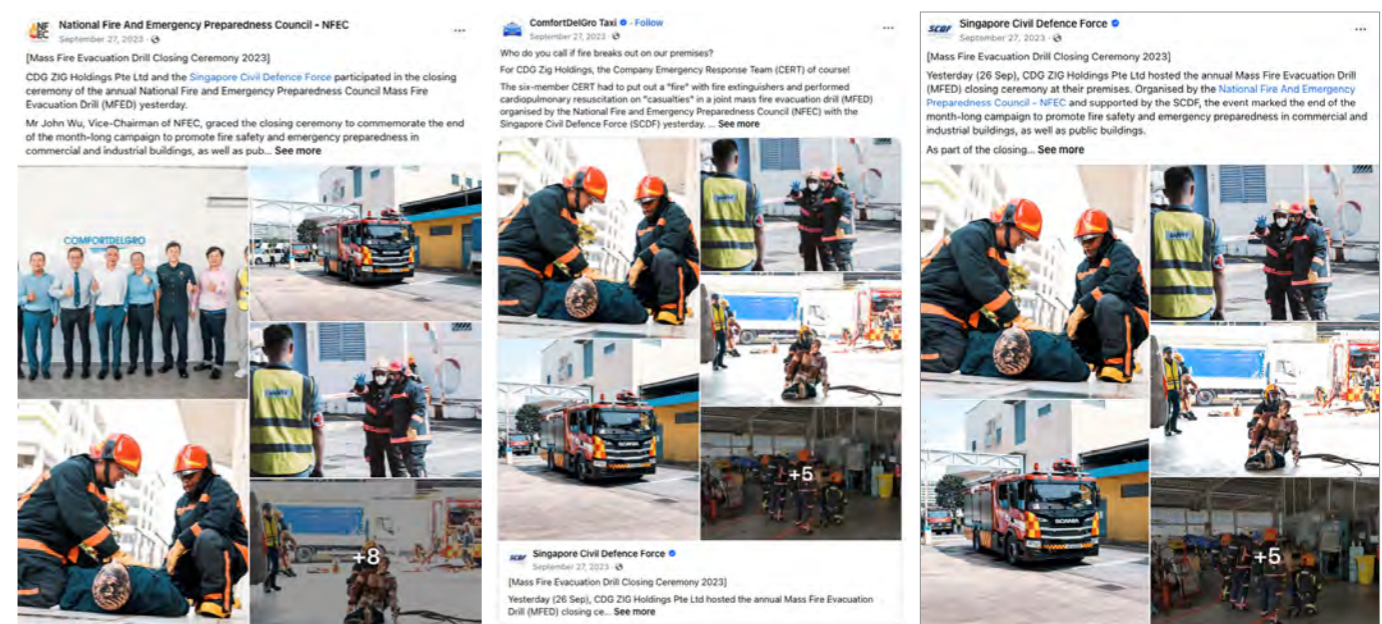 National Fire And Emergency Preparedness Council - NFEC
September 27, 2023
[Mass Fire Evacuation Drill Closing Ceremony 2023]
CDG ZIG Holdings Pte Ltd and the Singapore Civil Defence Force participated in the closing
ceremony of the annual National Fire and Emergency Preparedness Council Mass Fire
Evacuation Drill (MFED) yesterday.
Mr John Wu, Vice-Chairman of NFEC, graced the closing ceremony to commemorate the end
of the month-long campaign to promote fire safety and emergency preparedness in
commercial and industrial buildings, as well as pub... See more
COMFORTDELGRO
+8
ComfortDelGro Taxi · Follow
September 27, 2023
Who do you call if fire breaks out on our premises?
For CDG Zig Holdings, the Company Emergency Response Team (CERT) of course!
The six-member CERT had to put out a "fire" with fire extinguishers and performed
cardiopulmonary resuscitation on "casualties" in a joint mass fire evacuation drill (MFED)
organised by the National Fire and Emergency Preparedness Council (NFEC) with the
Singapore Civil Defence Force (SCDF) yesterday. ... See more
SCANIA
+5
SCDF
Singapore Civil Defence Force
September 27, 2023
[Mass Fire Evacuation Drill Closing Ceremony 2023]
Yesterday (26 Sep), CDG ZIG Holdings Pte Ltd hosted the annual Mass Fire Evacuation
Drill (MFED) closing ce... See more
SCDF
Singapore Civil Defence Force
September 27, 2023
[Mass Fire Evacuation Drill Closing Ceremony 2023]
Yesterday (26 Sep), CDG ZIG Holdings Pte Ltd hosted the annual Mass Fire Evacuation Drill
(MFED) closing ceremony at their premises. Organised by the National Fire And Emergency
Preparedness Council - NFEC and supported by the SCDF, the event marked the end of the
month-long campaign to promote fire safety and emergency preparedness in commercial and
industrial buildings, as well as public buildings.
As part of the closing... See more
SCANIA
+5